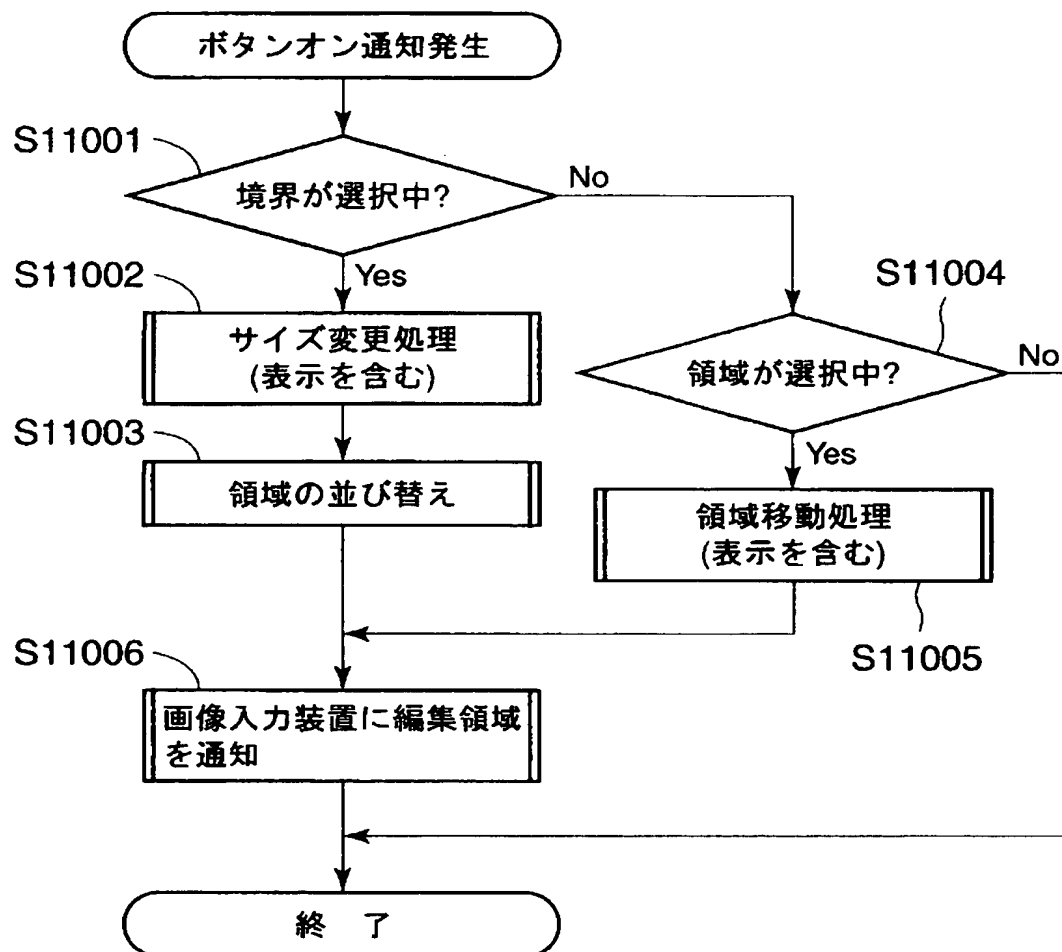 ボタンオン通知発生
S11001
境界が選択中?
No
Yes
S11002
サイズ変更処理
(表示を含む)
S11004
領域が選択中?
No
Yes
S11003
領域の並び替え
領域移動処理
(表示を含む)
S11005
S11006
画像入力装置に編集領域
を通知
終 了